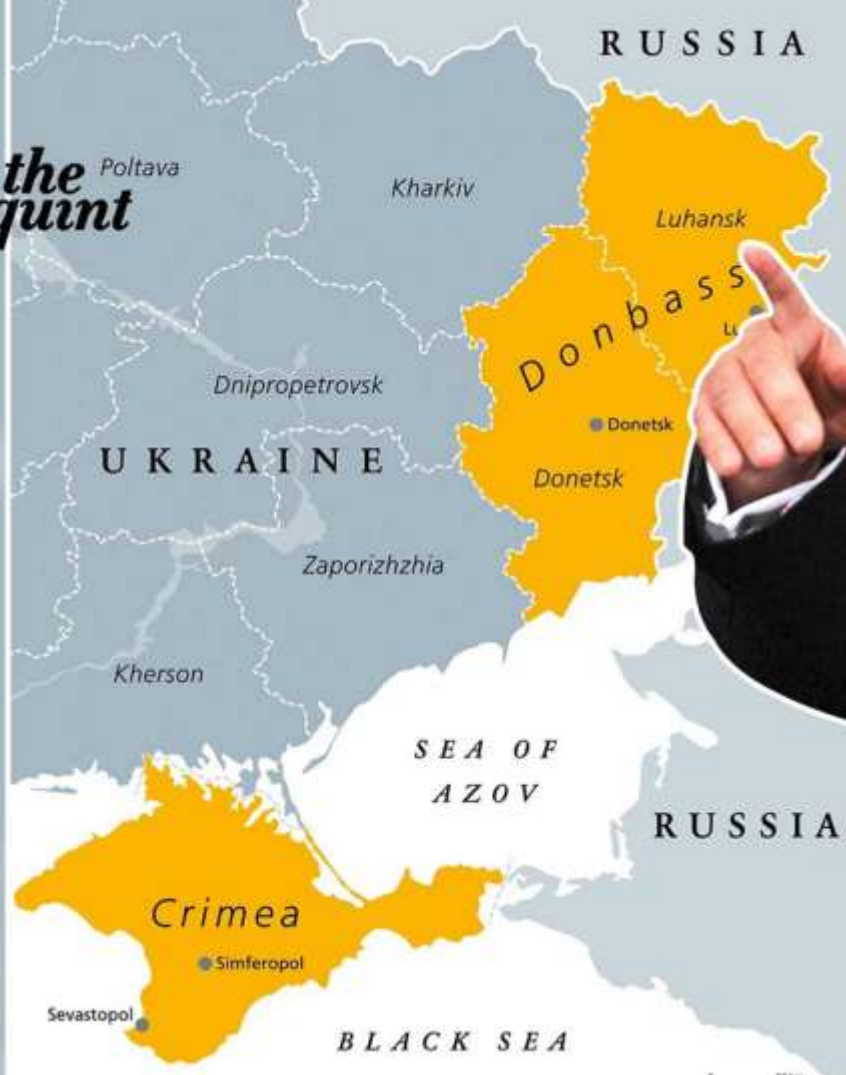 RUSSIA
the
quint
Poltava
Kharkiv
Luhansk
Donbass
Dnipropetrovsk
Donetsk
UKRAINE
Donetsk
Zaporizhzhia
Kherson
SEA OF
AZOV
RUSSIA
Crimea
Simferopol
Sevastopol
BLACK SEA